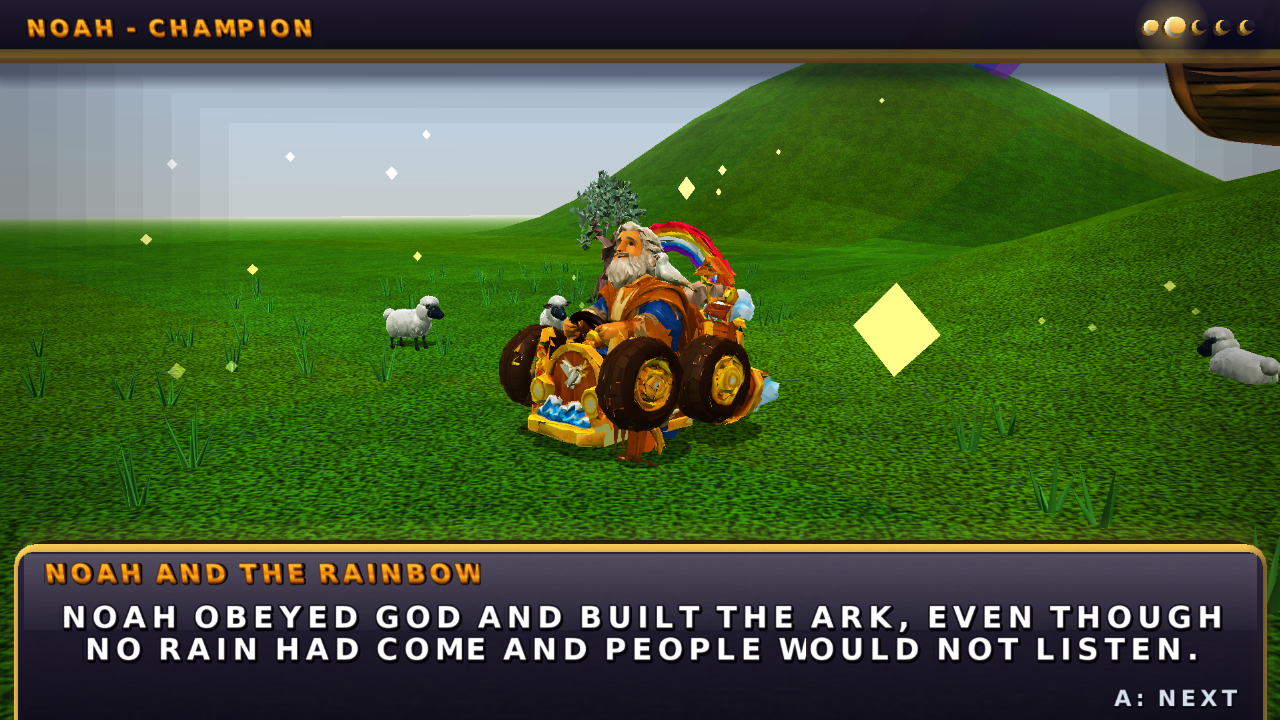 NOAH - CHAMPION
NOAH AND THE RAINBOW
NOAH OBEYED GOD AND BUILT THE ARK, EVEN THOUGH
NO RAIN HAD COME AND PEOPLE WOULD NOT LISTEN.
A: NEXT